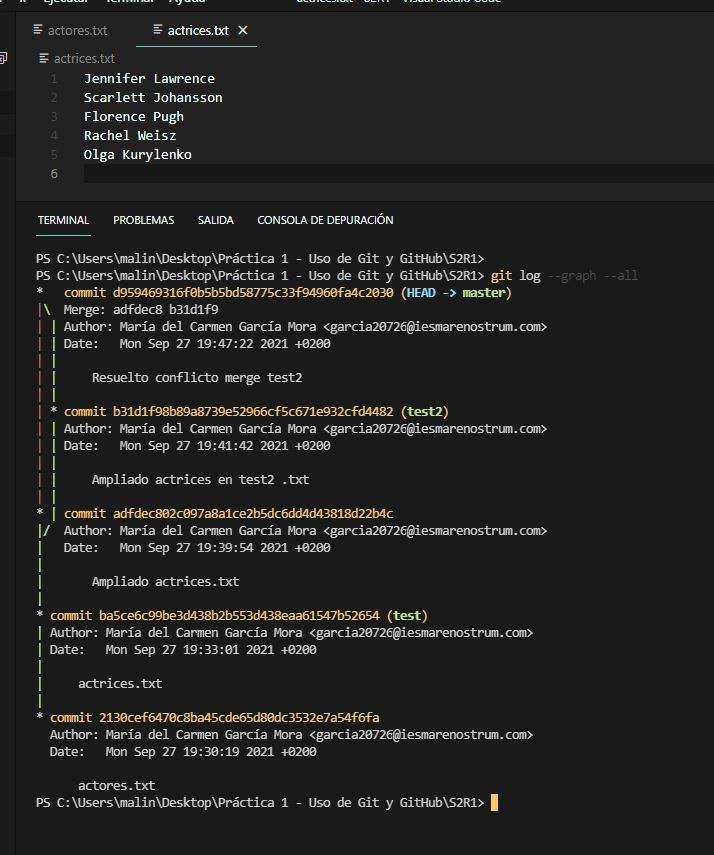 Ejecutar Terminal Ayuda Visual Studio Code
actores.txt actrices.txt
actrices.txt
1 Jennifer Lawrence
2 Scarlett Johansson
3 Florence Pugh
4 Rachel Weisz
5 Olga Kurylenko
6
TERMINAL PROBLEMAS SALIDA CONSOLA DE DEPURACIÓN
PS C:\Users\malin\Desktop\Práctica 1 - Uso de Git y GitHub\S2R1>
PS C:\Users\malin\Desktop\Práctica 1 - Uso de Git y GitHub\S2R1> git log --graph --all
*   commit d959469316f0b5b5bd58775c33f94960fa4c2030 (HEAD -> master)
|\  Merge: adfdec8 b31d1f9
| | Author: María del Carmen García Mora <garcia20726@iesmarenostrum.com>
| | Date:   Mon Sep 27 19:47:22 2021 +0200
| |
| |     Resuelto conflicto merge test2
| |
| * commit b31d1f98b89a8739e52966cf5c671e932cfd4482 (test2)
| | Author: María del Carmen García Mora <garcia20726@iesmarenostrum.com>
| | Date:   Mon Sep 27 19:41:42 2021 +0200
| |
| |     Ampliado actrices en test2 .txt
| |
* | commit adfdec802c097a8a1ce2b5dc6dd4d43818d22b4c
|/  Author: María del Carmen García Mora <garcia20726@iesmarenostrum.com>
|   Date:   Mon Sep 27 19:39:54 2021 +0200
|
|       Ampliado actrices.txt
|
* commit ba5ce6c99be3d438b2b553d438eaa61547b52654 (test)
| Author: María del Carmen García Mora <garcia20726@iesmarenostrum.com>
| Date:   Mon Sep 27 19:33:01 2021 +0200
|
|     actrices.txt
|
* commit 2130cef6470c8ba45cde65d80dc3532e7a54f6fa
  Author: María del Carmen García Mora <garcia20726@iesmarenostrum.com>
  Date:   Mon Sep 27 19:30:19 2021 +0200

      actores.txt
PS C:\Users\malin\Desktop\Práctica 1 - Uso de Git y GitHub\S2R1>